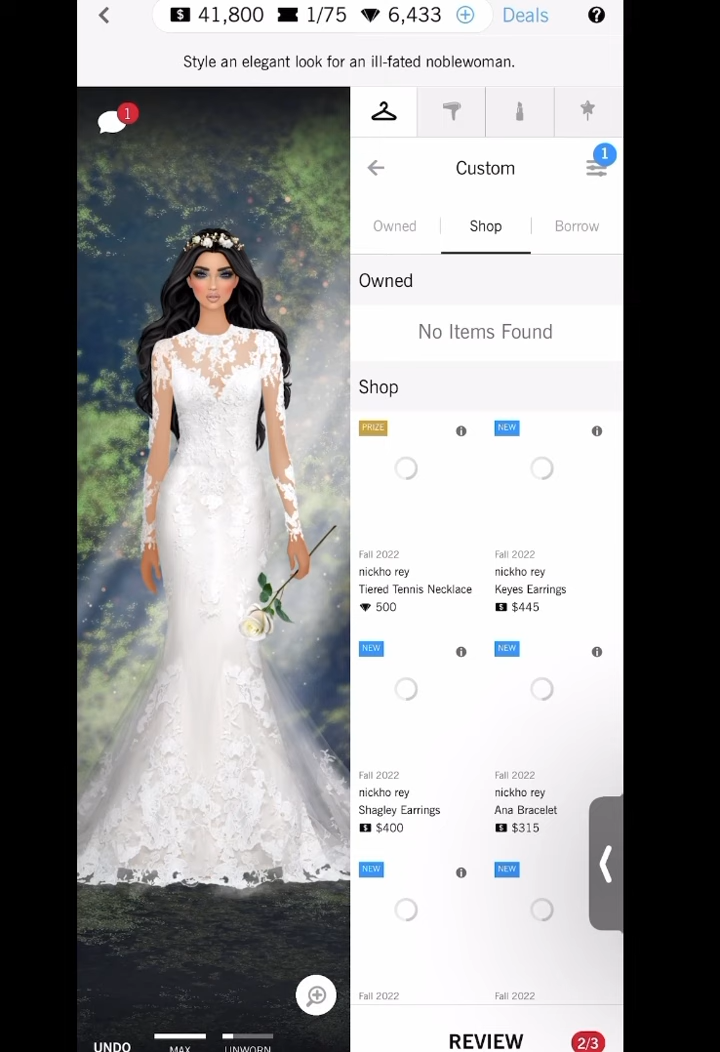 $ 41,800 1/75 6,433 Deals ?
Style an elegant look for an ill-fated noblewoman.
1
1
Custom
Owned Shop Borrow
Owned
No Items Found
Shop
PRIZE
Fall 2022
nickho rey
Tiered Tennis Necklace
500
NEW
Fall 2022
nickho rey
Keyes Earrings
$ $445
NEW
Fall 2022
nickho rey
Shagley Earrings
$ $400
NEW
Fall 2022
nickho rey
Ana Bracelet
$ $315
NEW
Fall 2022
NEW
Fall 2022
UNDO MAX UNWORN
REVIEW 2/3